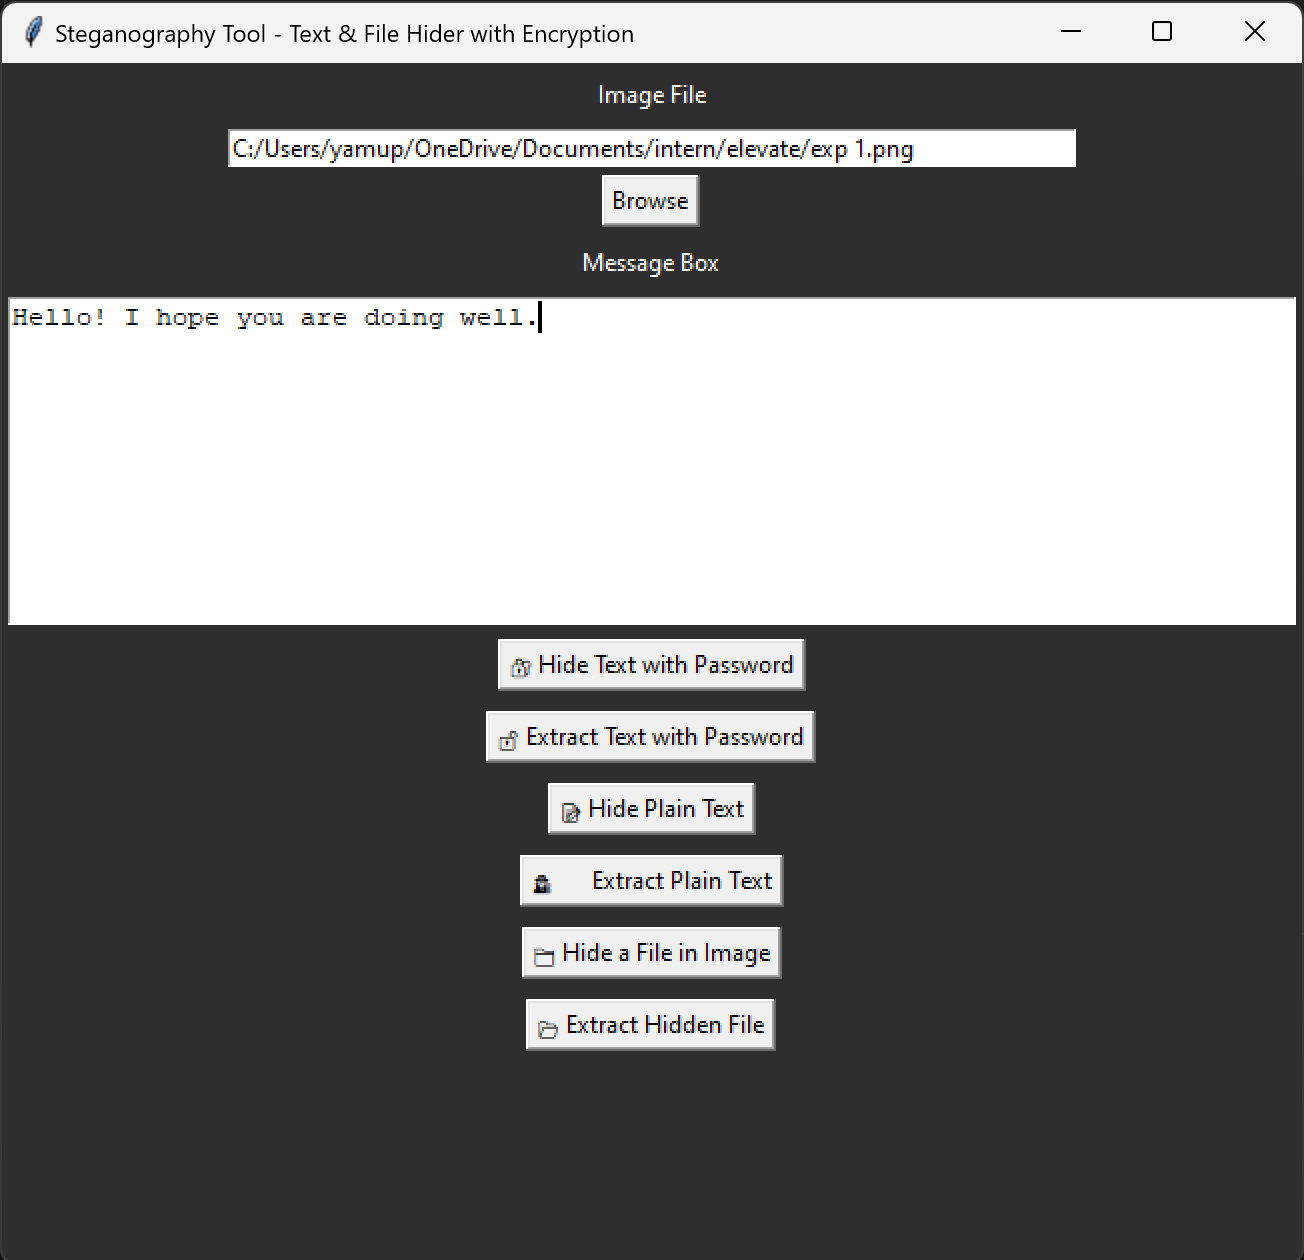 Steganography Tool - Text & File Hider with Encryption
Image File
C:/Users/yamup/OneDrive/Documents/intern/elevate/exp 1.png
Browse
Message Box
Hello! I hope you are doing well.
Hide Text with Password
Extract Text with Password
Hide Plain Text
Extract Plain Text
Hide a File in Image
Extract Hidden File